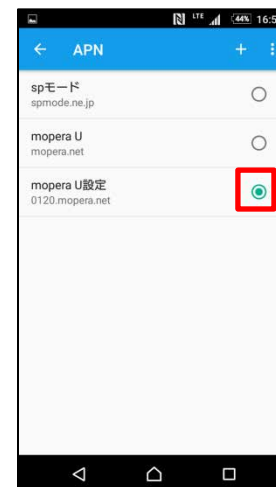 LTE 44% 16:5
APN
spモード
spmode.ne.jp
mopera U
mopera.net
mopera U設定
0120.mopera.net